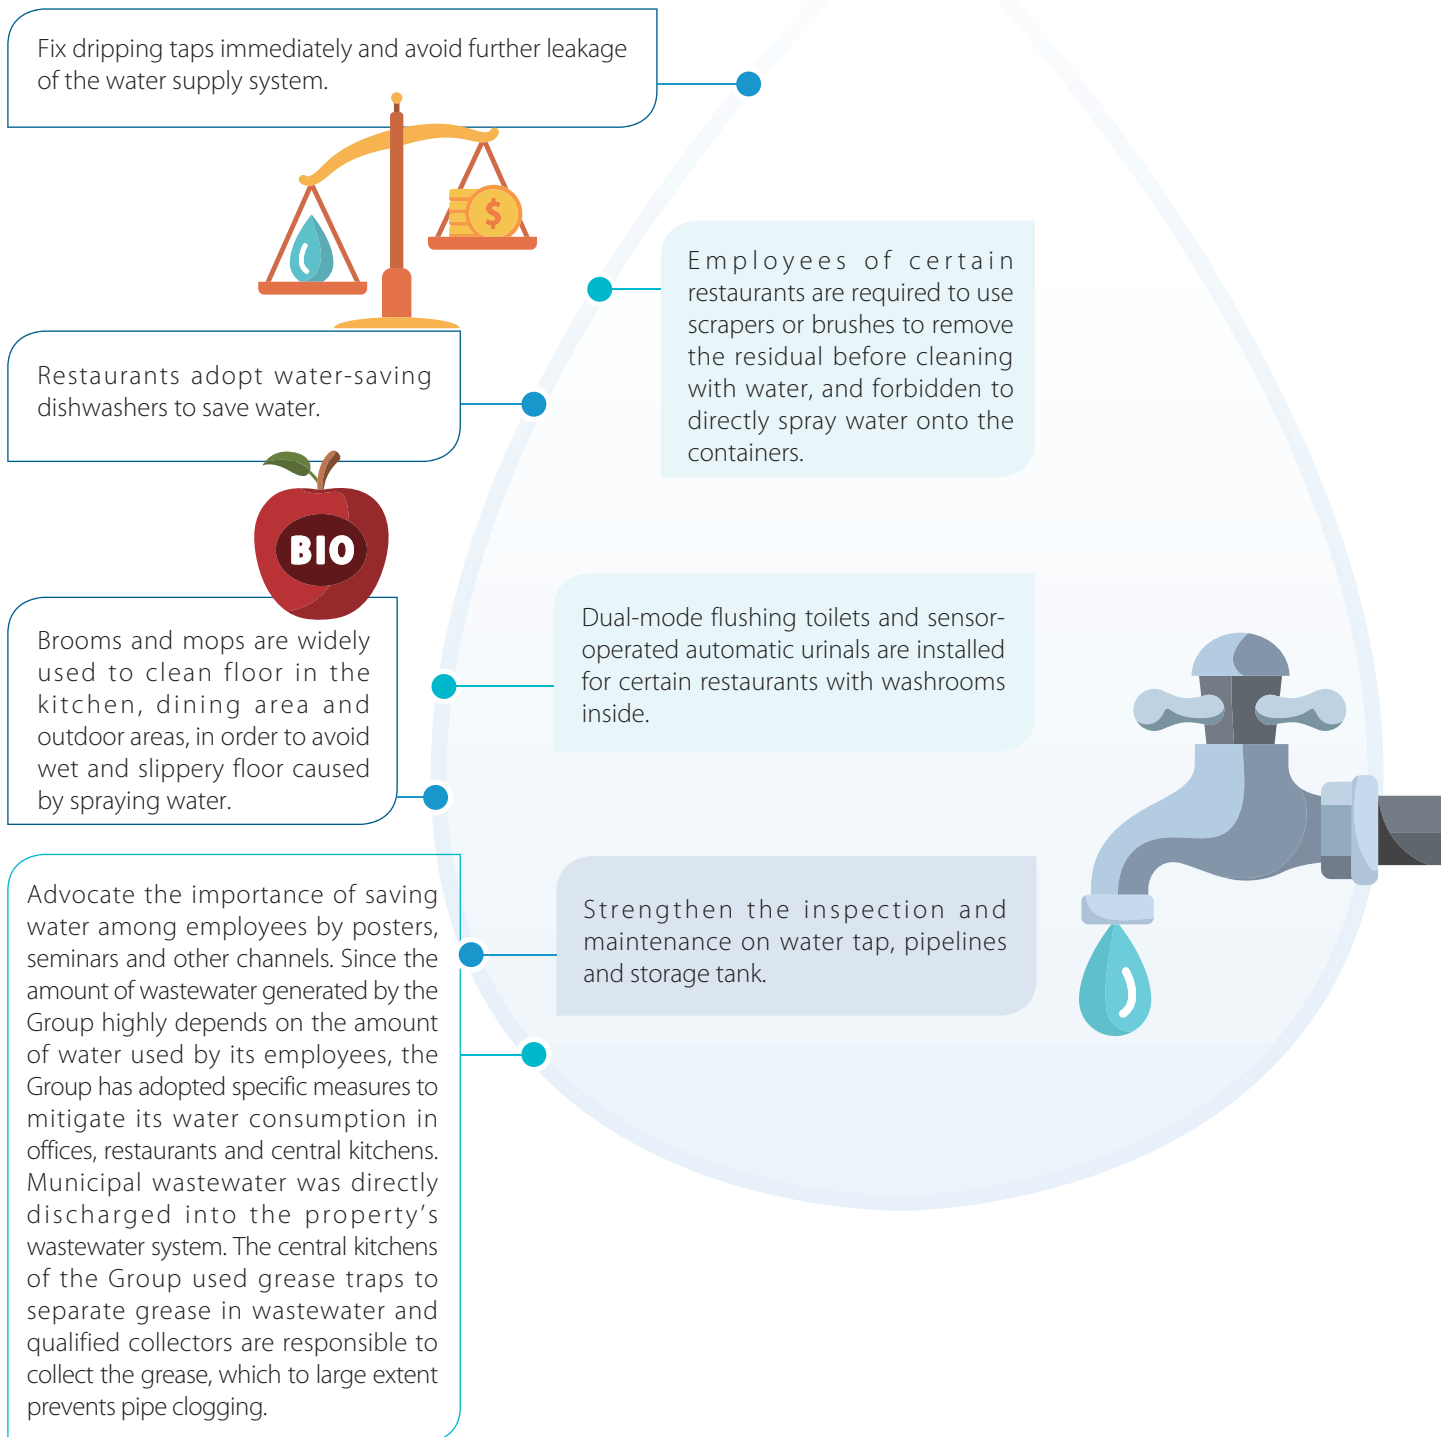 Fix dripping taps immediately and avoid further leakage
of the water supply system.
$
Employees of certain
restaurants are required to use
scrapers or brushes to remove
the residual before cleaning
with water, and forbidden to
directly spray water onto the
containers.
Restaurants adopt water-saving
dishwashers to save water.
BIO
Dual-mode flushing toilets and sensor-
operated automatic urinals are installed
for certain restaurants with washrooms
inside.
Brooms and mops are widely
used to clean floor in the
kitchen, dining area and
outdoor areas, in order to avoid
wet and slippery floor caused
by spraying water.
Strengthen the inspection and
maintenance on water tap, pipelines
and storage tank.
Advocate the importance of saving
water among employees by posters,
seminars and other channels. Since the
amount of wastewater generated by the
Group highly depends on the amount
of water used by its employees, the
Group has adopted specific measures to
mitigate its water consumption in
offices, restaurants and central kitchens.
Municipal wastewater was directly
discharged into the property's
wastewater system. The central kitchens
of the Group used grease traps to
separate grease in wastewater and
qualified collectors are responsible to
collect the grease, which to large extent
prevents pipe clogging.